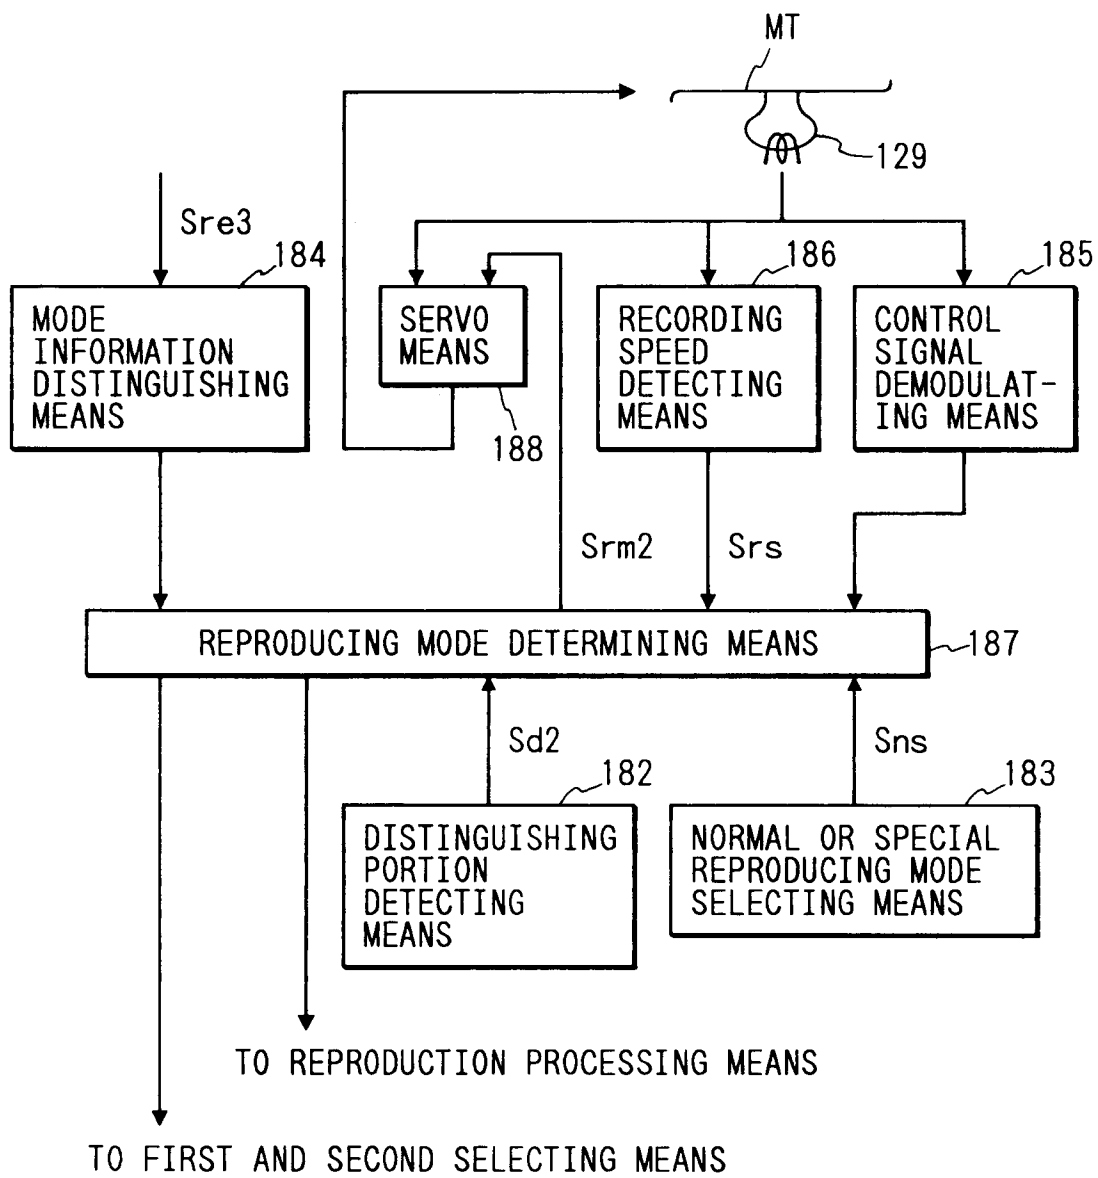 MT
129
Sre3
184
186
185
MODE
INFORMATION
DISTINGUISHING
MEANS
SERVO
MEANS
RECORDING
SPEED
DETECTING
MEANS
CONTROL
SIGNAL
DEMODULAT-
ING MEANS
188
Srm2
Srs
REPRODUCING MODE DETERMINING MEANS
187
Sd2
Sns
182
183
DISTINGUISHING
PORTION
DETECTING
MEANS
NORMAL OR SPECIAL
REPRODUCING MODE
SELECTING MEANS
TO REPRODUCTION PROCESSING MEANS
TO FIRST AND SECOND SELECTING MEANS